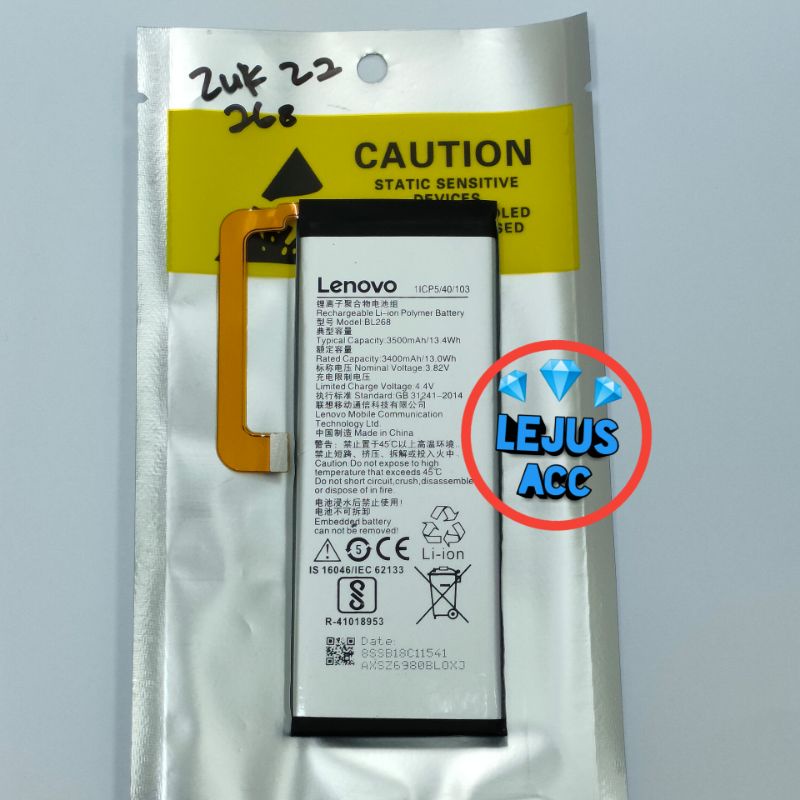 Zuk Z2
268
CAUTION
STATIC SENSITIVE
DEVICES
Lenovo 1ICP5/40/103
锂离子聚合物电池组
Rechargeable Li-ion Polymer Battery
型号 Model:BL268
典型容量
Typical Capacity:3500mAh/13.4Wh
额定容量
Rated Capacity:3400mAh/13.0Wh
标称电压 Nominal Voltage:3.82V
充电限制电压
Limited Charge Voltage:4.4V
执行标准 Standard:GB 31241-2014
联想移动通信科技有限公司
Lenovo Mobile Communication
Technology Ltd.
中国制造 Made in China
警告: 禁止置于45℃以上高温环境..
禁止短路、挤压、拆解或投入火中..
Caution:Do not expose to high
temperature that exceeds 45℃
Do not short circuit,crush,disassemble
or dispose of in fire.
电池浸水后禁止使用!
电池不可拆卸
Embedded battery
can not be removed!
5 CE
Li-ion
IS 16046/IEC 62133
R-41018953
Date:
8SSB18C11541
AXSZ6980BLOXJ
LEJUS
ACC